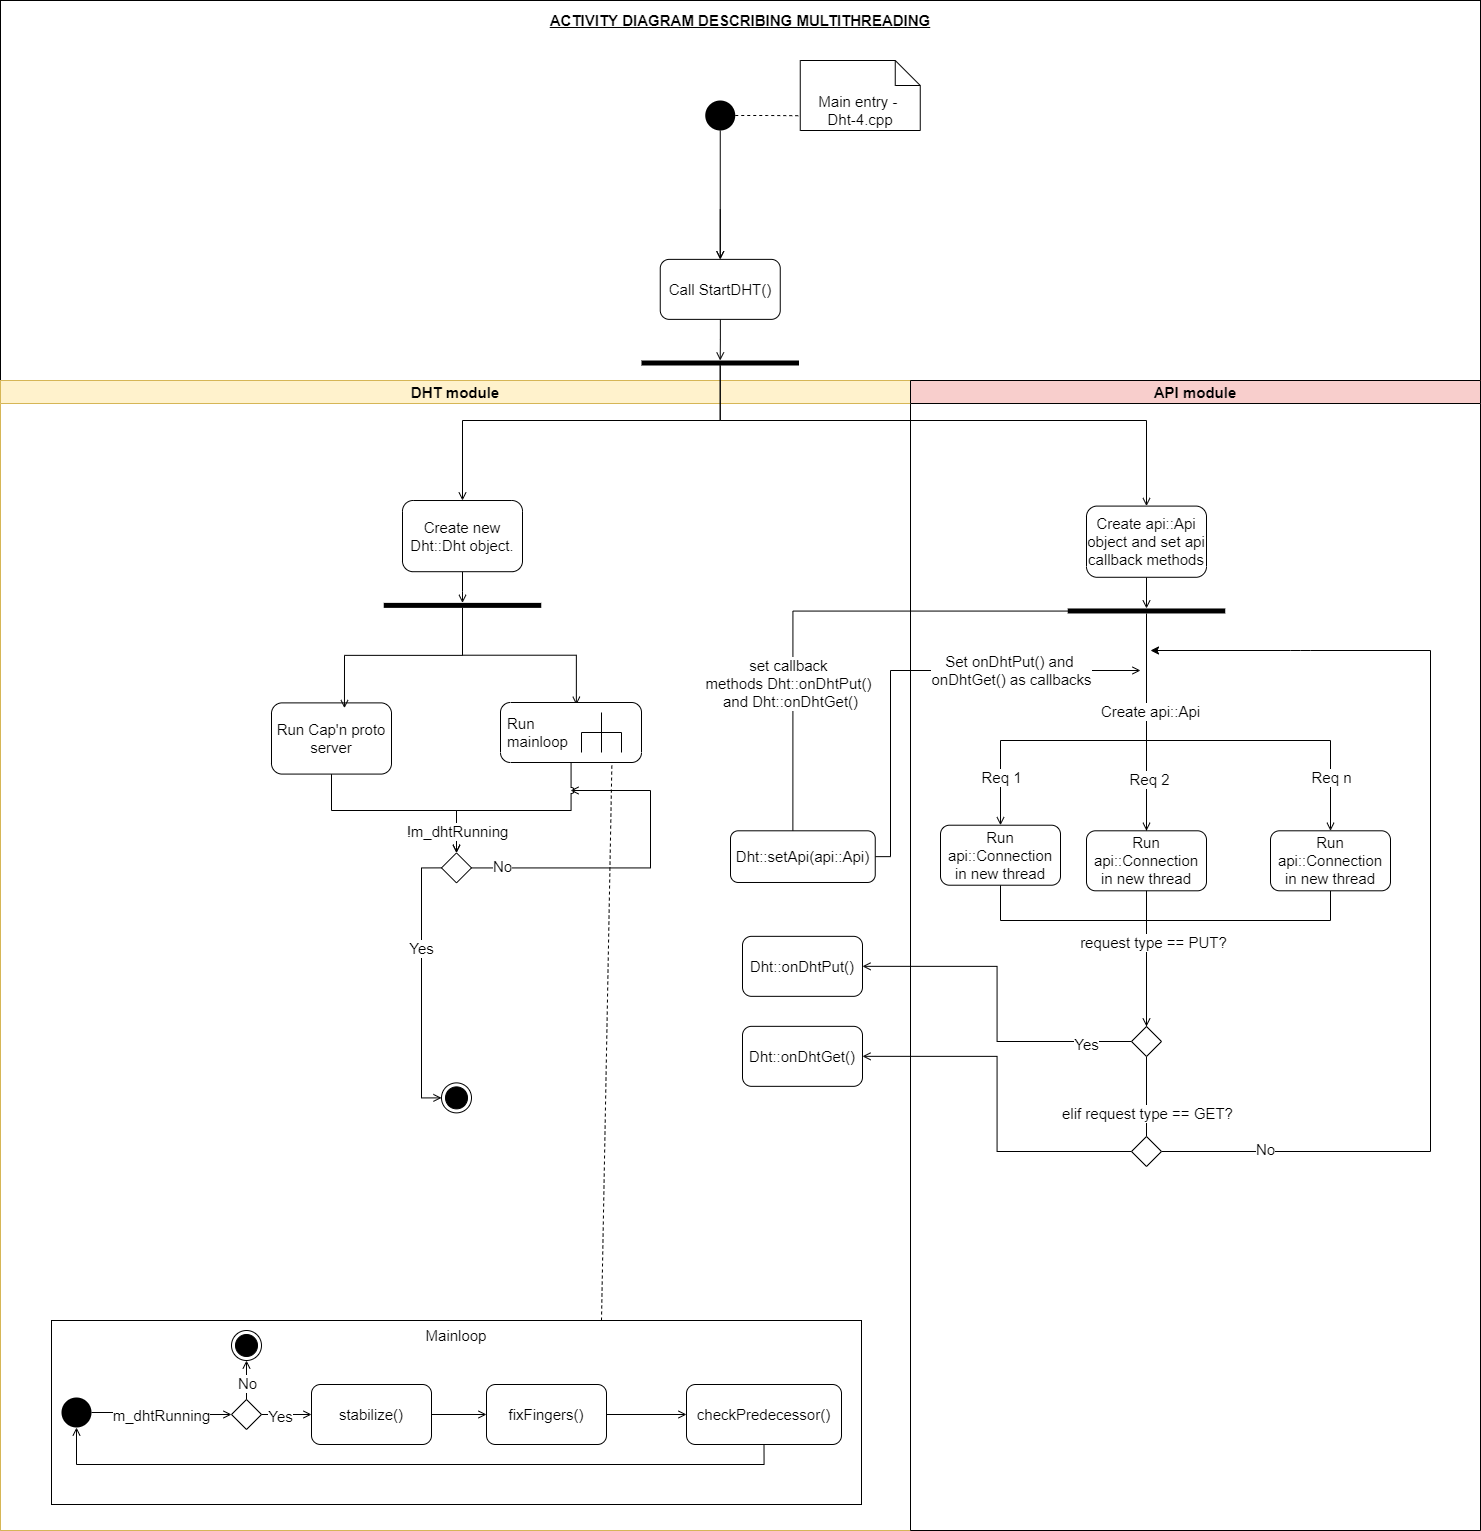 ACTIVITY DIAGRAM DESCRIBING MULTITHREADING
Main entry -
Dht-4.cpp
Call StartDHT()
DHT module
API module
Create new
Dht::Dht object.
Create api::Api
object and set api
callback methods
set callback
methods Dht::onDhtPut()
and Dht::onDhtGet()
Set onDhtPut() and
onDhtGet() as callbacks
Create api::Api
Run Cap'n proto
server
Run
mainloop
Req 1
Req 2
Req n
!m_dhtRunning
No
Yes
Dht::setApi(api::Api)
Run
api::Connection
in new thread
Run
api::Connection
in new thread
Run
api::Connection
in new thread
request type == PUT?
Dht::onDhtPut()
Yes
Dht::onDhtGet()
elif request type == GET?
No
Mainloop
No
m_dhtRunning
Yes
stabilize()
fixFingers()
checkPredecessor()